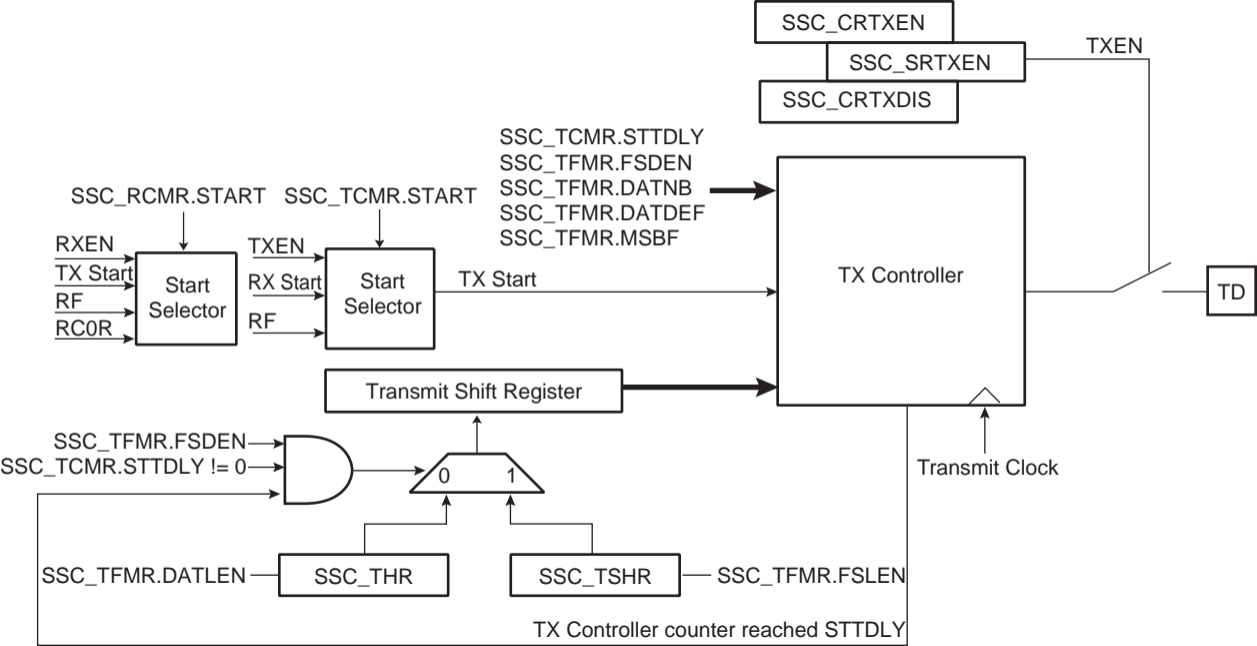 SSC_CRTXEN
SSC_SRTXEN
SSC_CRTXDIS
TXEN
SSC_TCMR.STTDLY
SSC_TFMR.FSDEN
SSC_TFMR.DATNB
SSC_TFMR.DATDEF
SSC_TFMR.MSBF
SSC_RCMR.START
SSC_TCMR.START
RXEN
TX Start
RF
RC0R
Start
Selector
TXEN
RX Start
RF
Start
Selector
TX Start
TX Controller
TD
Transmit Shift Register
SSC_TFMR.FSDEN
SSC_TCMR.STTDLY != 0
0
1
Transmit Clock
SSC_TFMR.DATLEN
SSC_THR
SSC_TSHR
SSC_TFMR.FSLEN
TX Controller counter reached STTDLY